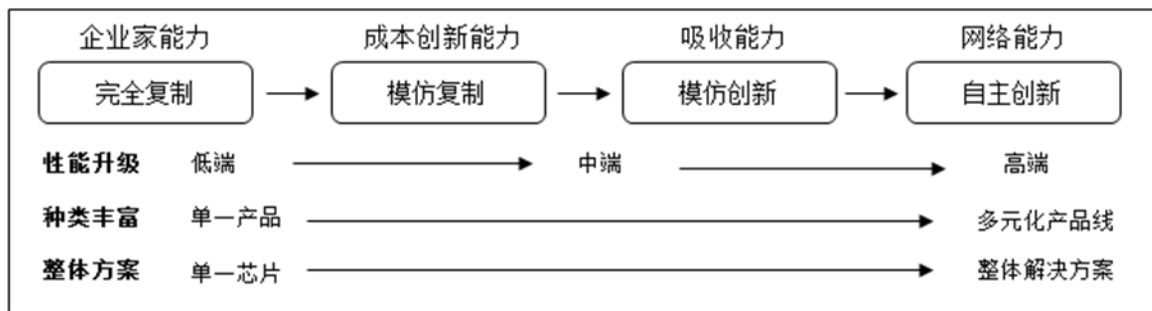 企业家能力 成本创新能力 吸收能力 网络能力
完全复制 模仿复制 模仿创新 自主创新
性能升级 低端 中端 高端
种类丰富 单一产品 多元化产品线
整体方案 单一芯片 整体解决方案